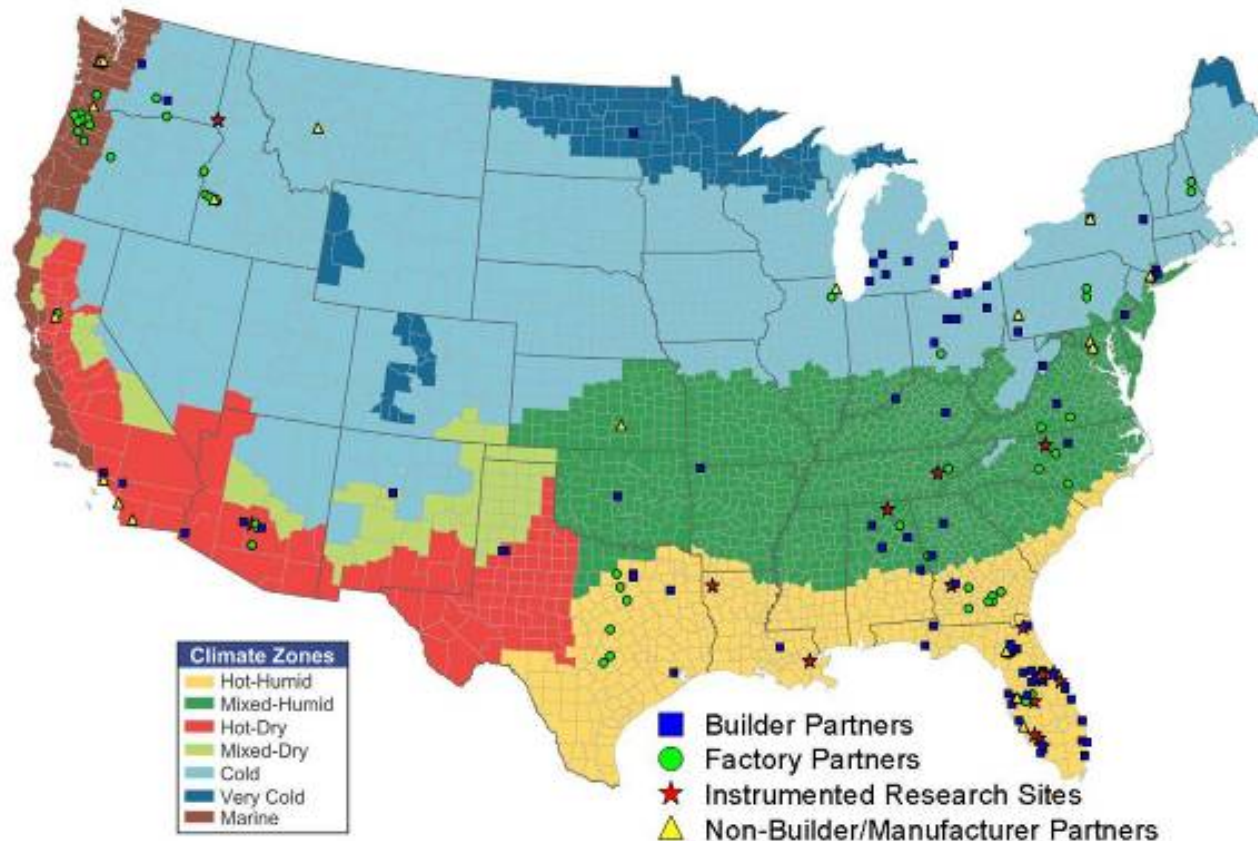 Climate Zones
Hot-Humid
Mixed-Humid
Hot-Dry
Mixed-Dry
Cold
Very Cold
Marine
Builder Partners
Factory Partners
Instrumented Research Sites
Non-Builder/Manufacturer Partners